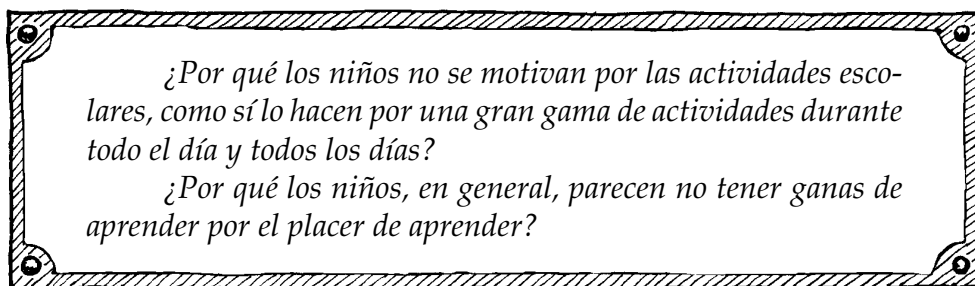 ¿Por qué los niños no se motivan por las actividades esco-
lares, como sí lo hacen por una gran gama de actividades durante
todo el día y todos los días?
¿Por qué los niños, en general, parecen no tener ganas de
aprender por el placer de aprender?